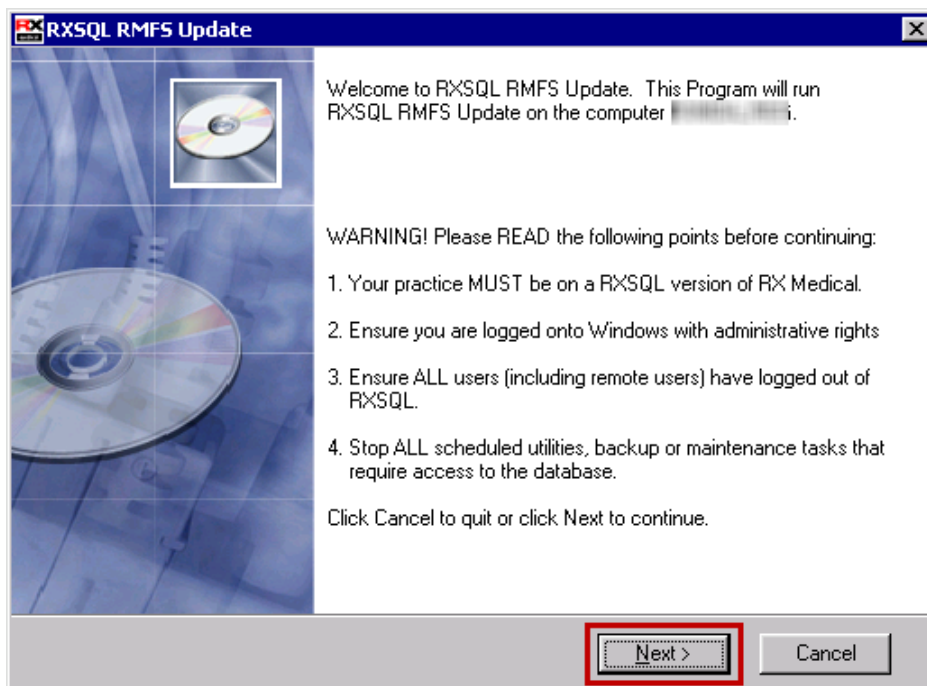 RX
RXSQL RMFS Update
Welcome to RXSQL RMFS Update. This Program will run
RXSQL RMFS Update on the computer i.
WARNING! Please READ the following points before continuing:
1. Your practice MUST be on a RXSQL version of RX Medical.
2. Ensure you are logged onto Windows with administrative rights
3. Ensure ALL users (including remote users) have logged out of
RXSQL.
4. Stop ALL scheduled utilities, backup or maintenance tasks that
require access to the database.
Click Cancel to quit or click Next to continue.
Next >
Cancel